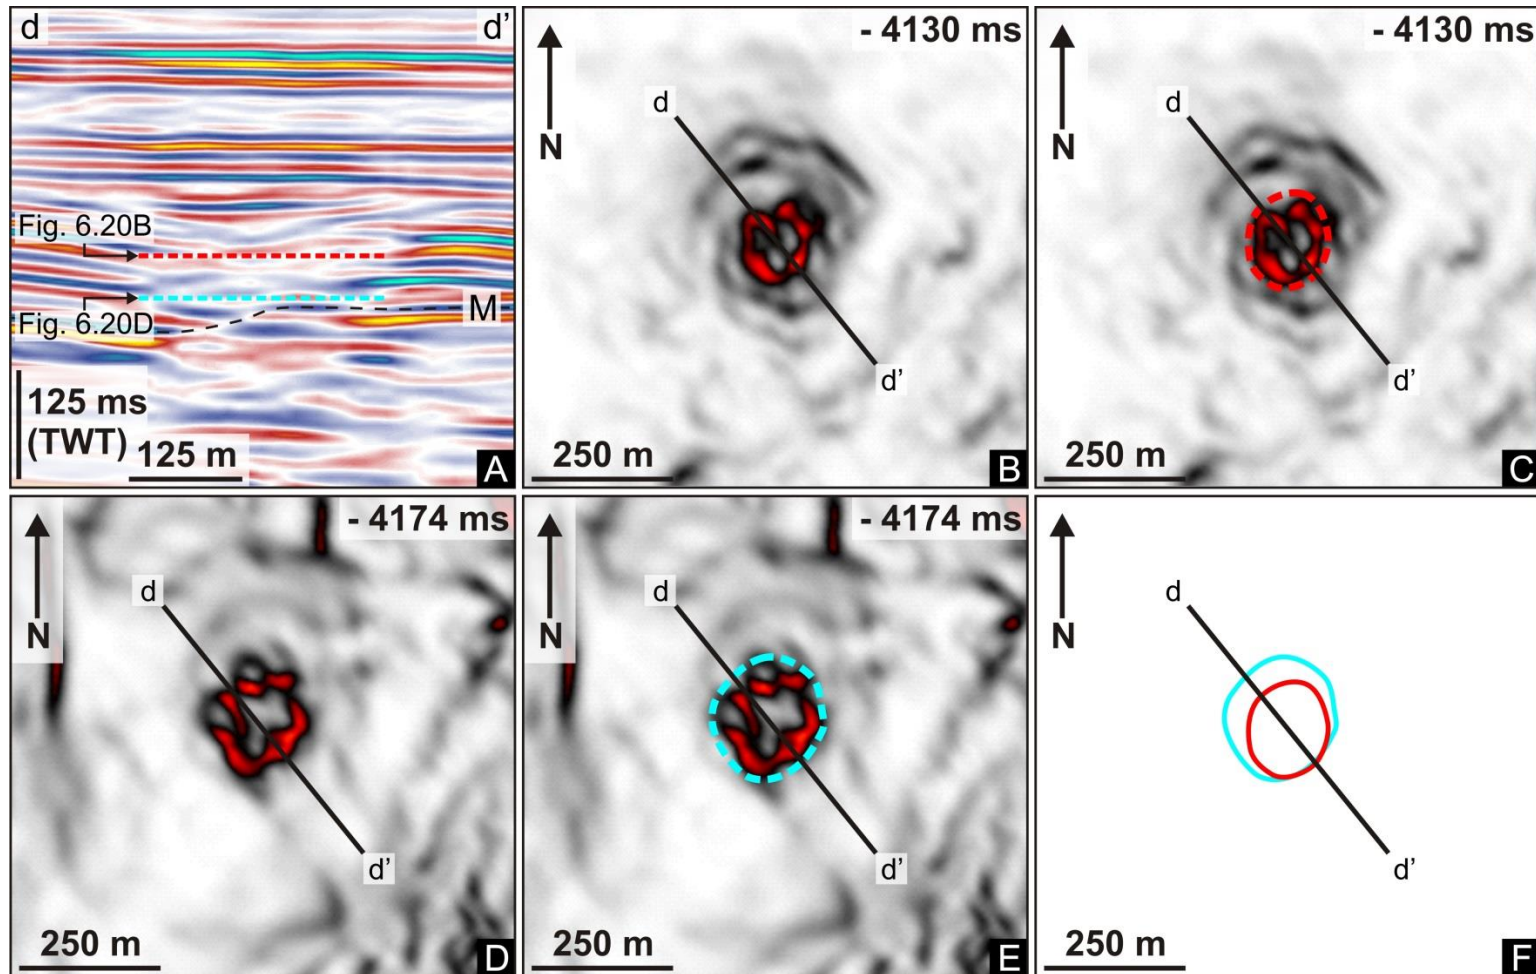 d d’
Fig. 6.20B
Fig. 6.20D
M
125 ms
(TWT)
125 m
A
- 4130 ms
N
d
d’
250 m
B
- 4130 ms
N
d
d’
250 m
C
- 4174 ms
N
d
d’
250 m
D
- 4174 ms
N
d
d’
250 m
E
N
d
d’
250 m
F